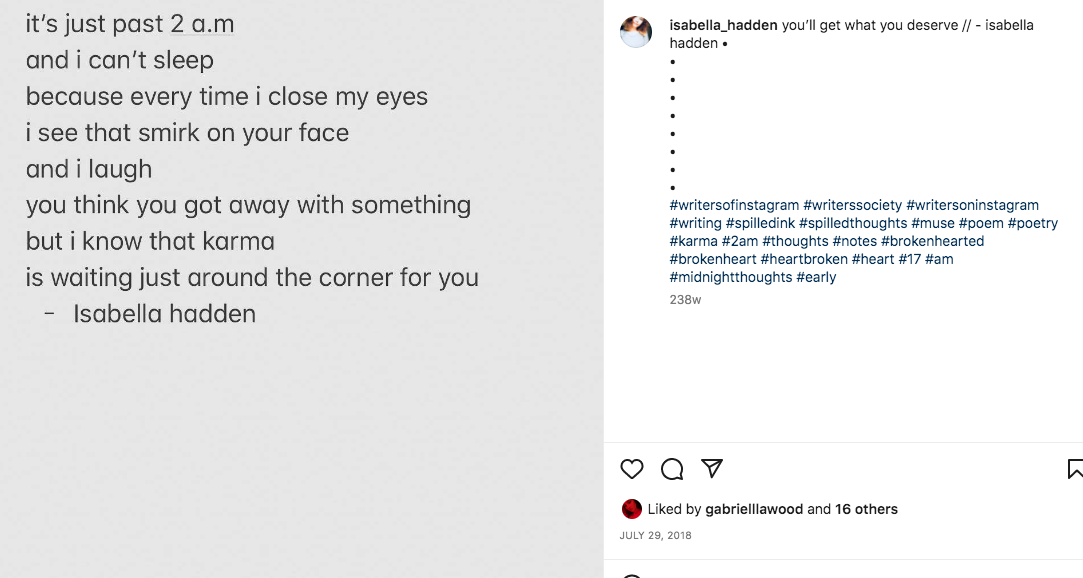 it's just past 2 a.m
and i can't sleep
because every time i close my eyes
i see that smirk on your face
and i laugh
you think you got away with something
but i know that karma
is waiting just around the corner for you
- Isabella hadden
isabella_hadden you'll get what you deserve // - isabella
hadden •
•
•
•
•
•
•
•
•
#writersofinstagram #writerssociety #writersoninstagram
#writing #spilledink #spilledthoughts #muse #poem #poetry
#karma #2am #thoughts #notes #brokenhearted
#brokenheart #heartbroken #heart #17 #am
#midnightthoughts #early
238w
Liked by gabrielllawood and 16 others
JULY 29, 2018